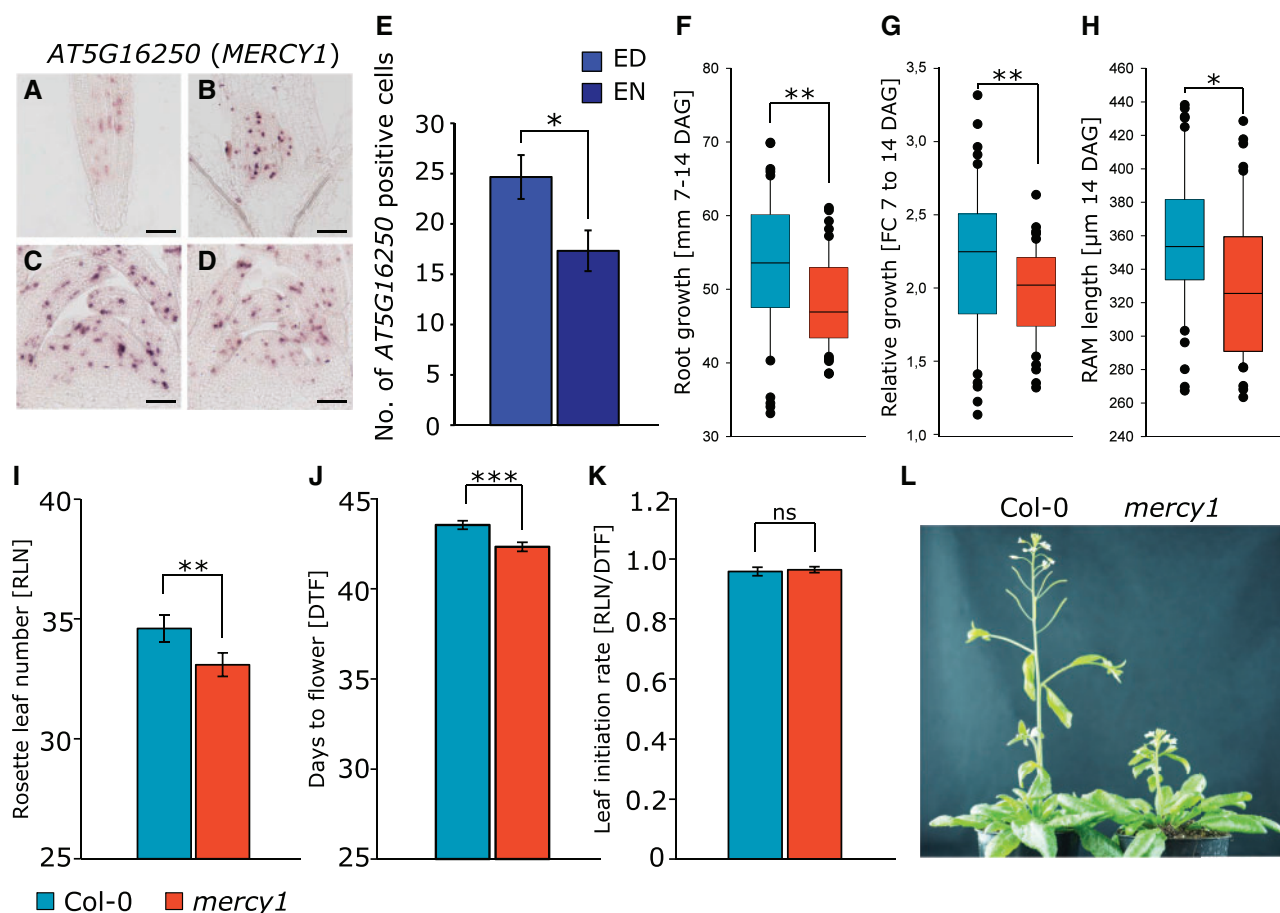 AT5G16250 (MERCY1)
A
B
C
D
E
No. of AT5G16250 positive cells
30
25
20
15
10
5
0
*
ED
EN
F
Root growth [mm 7-14 DAG]
80
70
60
50
40
30
**
G
Relative growth [FC 7 to 14 DAG]
3.5
3.0
2.5
2.0
1.5
1,0
**
H
RAM length [µm 14 DAG]
460
440
420
400
380
360
340
320
300
280
260
240
*
I
Rosette leaf number [RLN]
40
35
30
25
**
J
Days to flower [DTF]
45
40
35
30
25
***
K
Leaf initiation rate [RLN/DTF]
1.2
1.0
0.8
0.6
0.4
0.2
0
ns
L
Col-0 mercy1
Col-0 mercy1